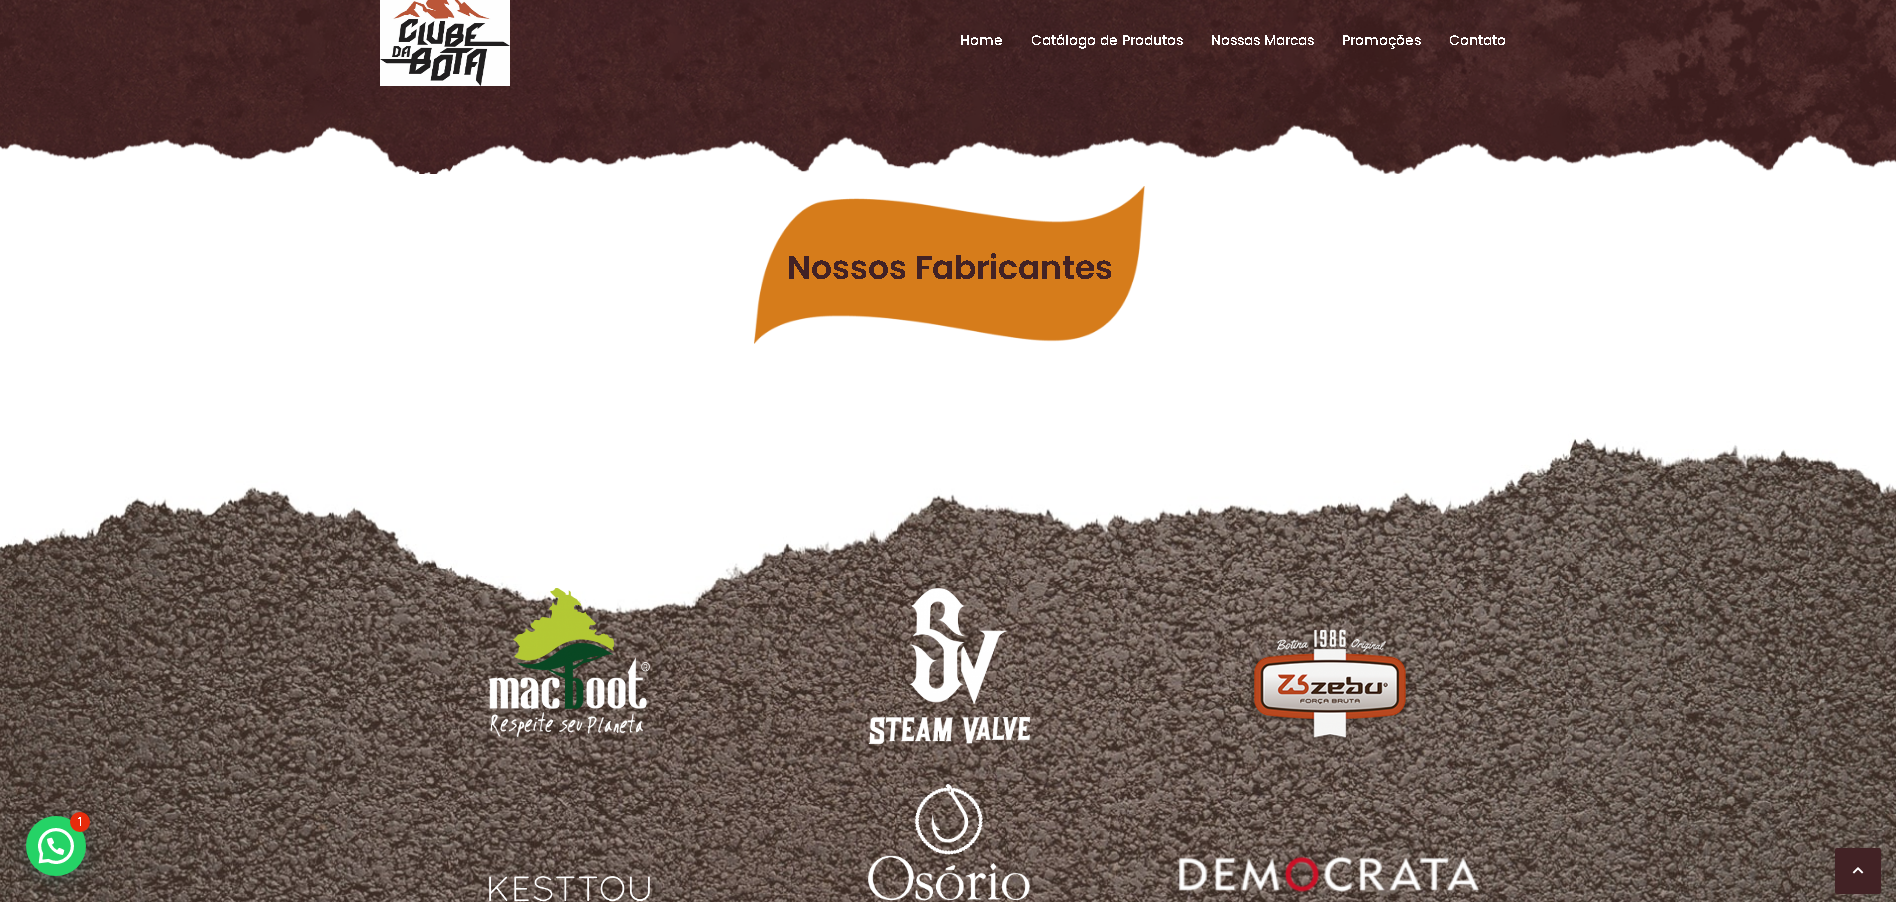 CLUBE
DA
BOTA
Home
Catálogo de Produtos
Nossas Marcas
Promoções
Contato
Nossos Fabricantes
macboot®
Respeite seu Planeta
SV
STEAM VALVE
Botina 1986 Original
ZS zebu®
FORÇA BRUTA
1
KESTTOU
Osório
DEMOCRATA